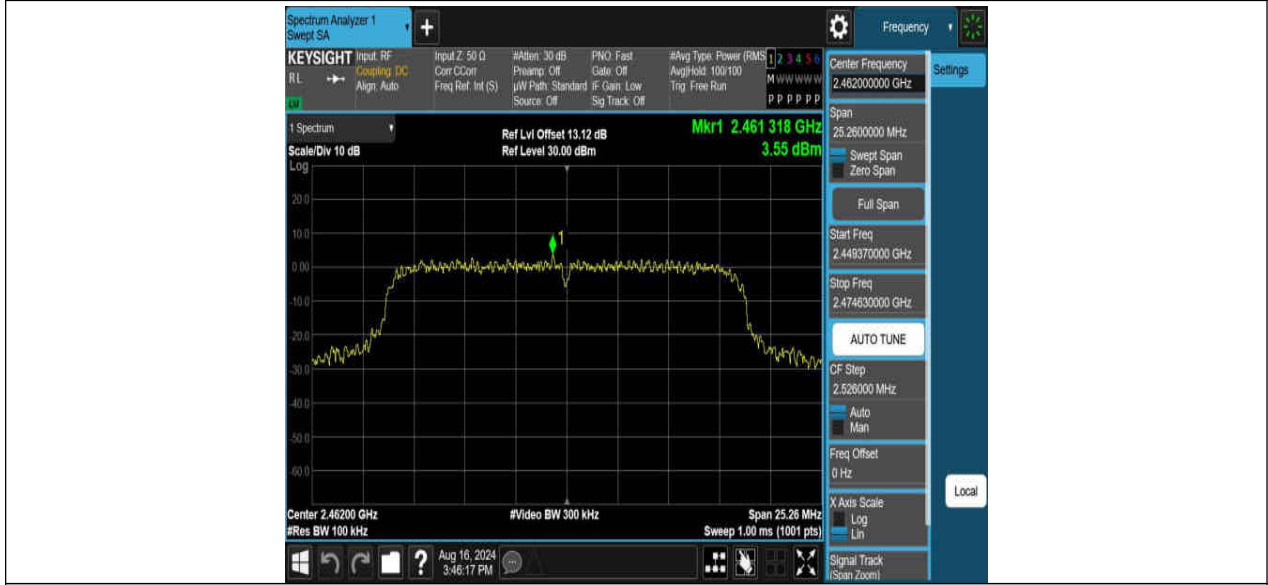 Spectrum Analyzer 1
Swept SA
+
Frequency
KEYSIGHT
RL
Input: RF
Coupling: DC
Align: Auto
Input Z: 50 Ω
Corr CCorr
Freq Ref: Int (S)
#Atten: 30 dB
Preamp: Off
µW Path: Standard
Source: Off
PNO: Fast
Gate: Off
IF Gain: Low
Sig Track: Off
#Avg Type: Power (RMS
Avg|Hold: 100/100
Trig: Free Run
1 2 3 4 5 6
M W W W W W
P P P P P P
1 Spectrum
Scale/Div 10 dB
Log
Ref Lvl Offset 13.12 dB
Ref Level 30.00 dBm
Mkr1 2.461 318 GHz
3.55 dBm
20.0
10.0
0.00
-10.0
-20.0
-30.0
-40.0
-50.0
-60.0
1
Center 2.46200 GHz
#Res BW 100 kHz
#Video BW 300 kHz
Span 25.26 MHz
Sweep 1.00 ms (1001 pts)
Aug 16, 2024
3:46:17 PM
Center Frequency
2.462000000 GHz
Settings
Span
25.2600000 MHz
Swept Span
Zero Span
Full Span
Start Freq
2.449370000 GHz
Stop Freq
2.474630000 GHz
AUTO TUNE
CF Step
2.526000 MHz
Auto
Man
Freq Offset
0 Hz
X Axis Scale
Log
Lin
Signal Track
(Span Zoom)
Local